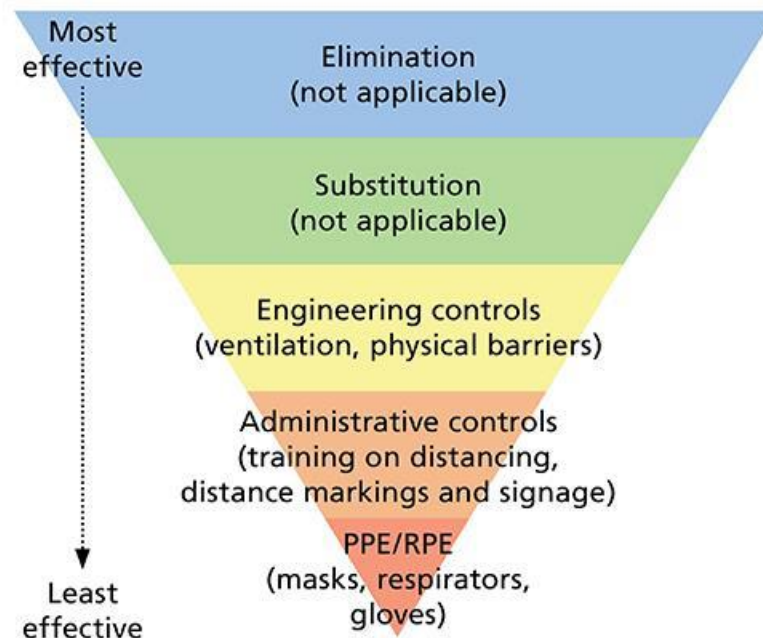 Most
effective
Elimination
(not applicable)
Substitution
(not applicable)
Engineering controls
(ventilation, physical barriers)
Administrative controls
(training on distancing,
distance markings and signage)
PPE/RPE
(masks, respirators,
gloves)
Least
effective